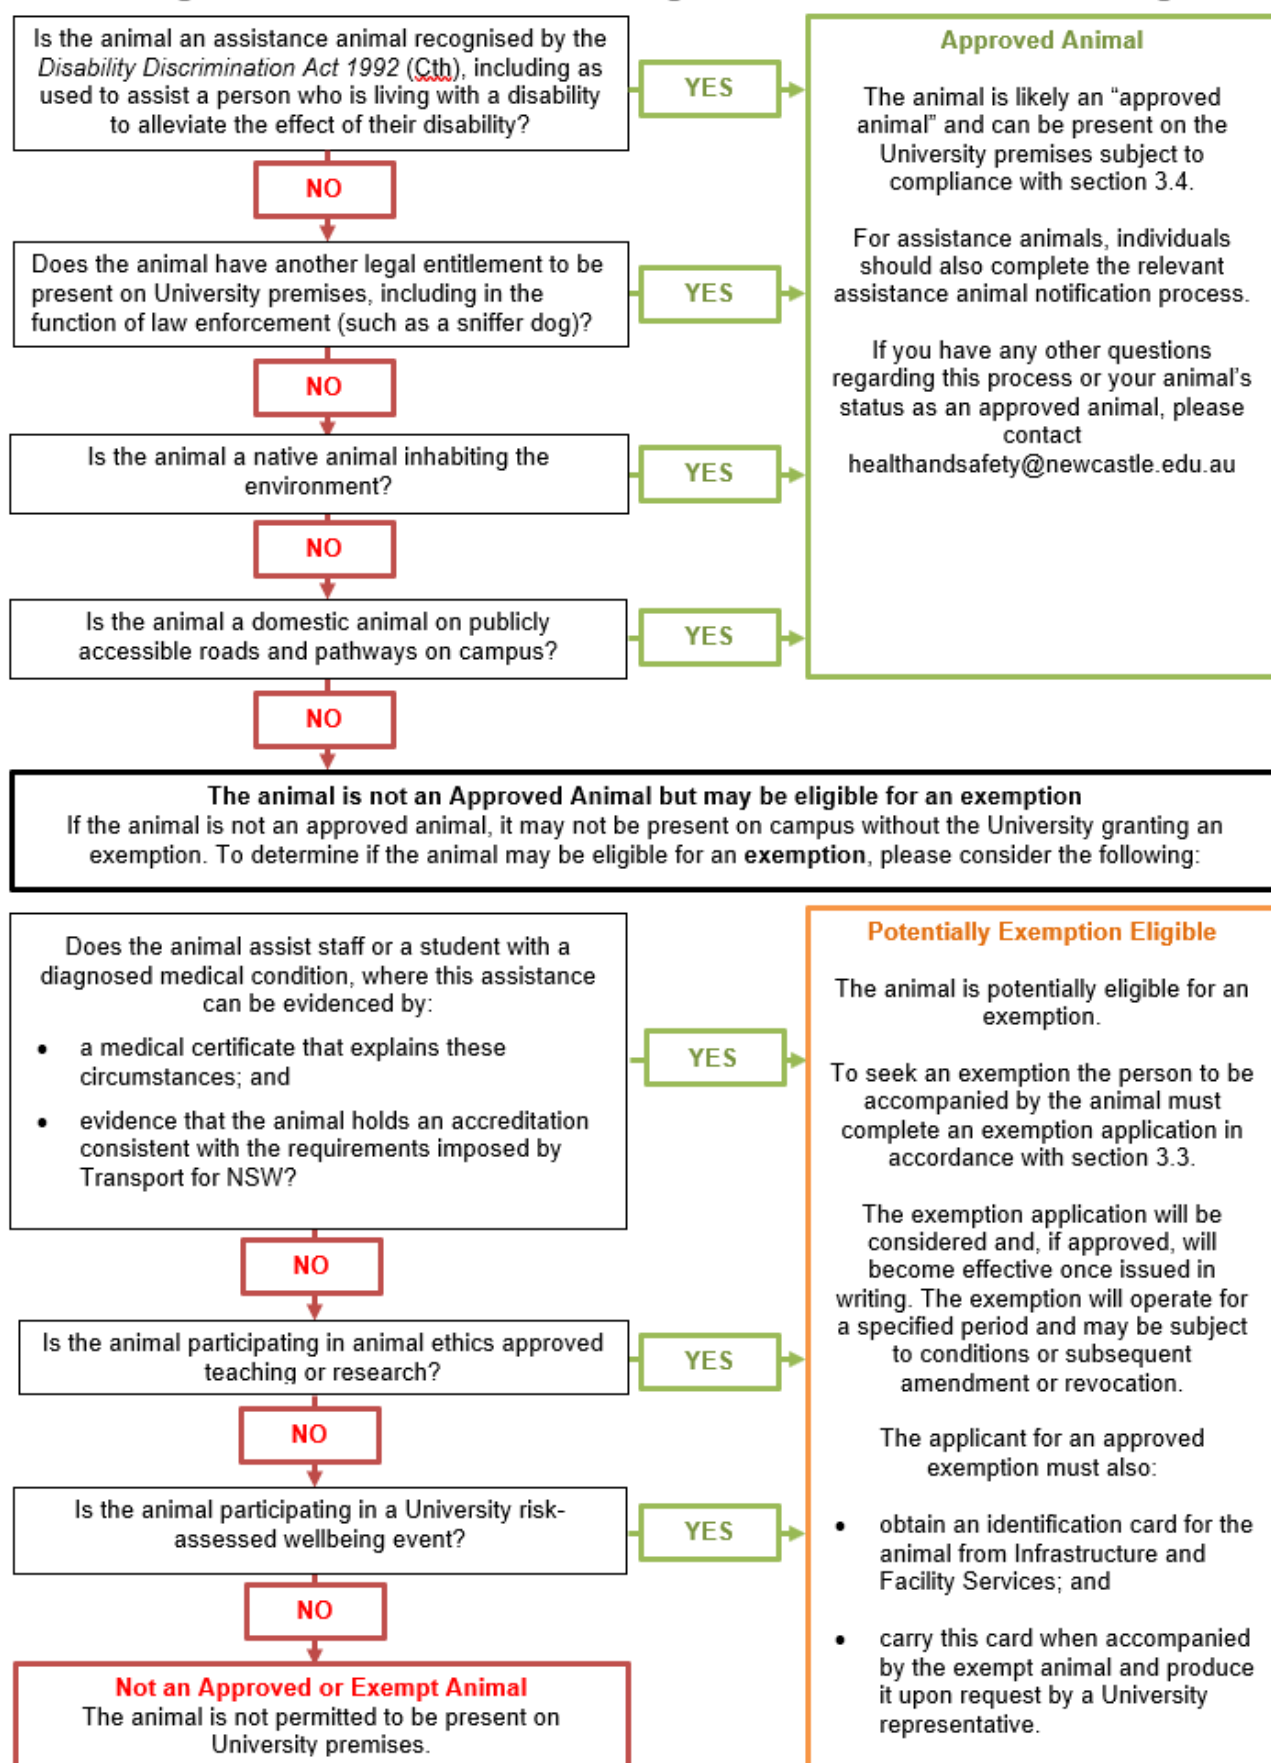 Is the animal an assistance animal recognised by the
Disability Discrimination Act 1992 (Cth), including as
used to assist a person who is living with a disability
to alleviate the effect of their disability?
YES
Approved Animal
The animal is likely an “approved
animal” and can be present on the
University premises subject to
compliance with section 3.4.
For assistance animals, individuals
should also complete the relevant
assistance animal notification process.
If you have any other questions
regarding this process or your animal’s
status as an approved animal, please
contact
healthandsafety@newcastle.edu.au
NO
Does the animal have another legal entitlement to be
present on University premises, including in the
function of law enforcement (such as a sniffer dog)?
YES
NO
Is the animal a native animal inhabiting the
environment?
YES
NO
Is the animal a domestic animal on publicly
accessible roads and pathways on campus?
YES
NO
The animal is not an Approved Animal but may be eligible for an exemption
If the animal is not an approved animal, it may not be present on campus without the University granting an
exemption. To determine if the animal may be eligible for an exemption, please consider the following:
Does the animal assist staff or a student with a
diagnosed medical condition, where this assistance
can be evidenced by:
• a medical certificate that explains these
circumstances; and
• evidence that the animal holds an accreditation
consistent with the requirements imposed by
Transport for NSW?
YES
Potentially Exemption Eligible
The animal is potentially eligible for an
exemption.
To seek an exemption the person to be
accompanied by the animal must
complete an exemption application in
accordance with section 3.3.
The exemption application will be
considered and, if approved, will
become effective once issued in
writing. The exemption will operate for
a specified period and may be subject
to conditions or subsequent
amendment or revocation.
The applicant for an approved
exemption must also:
• obtain an identification card for the
animal from Infrastructure and
Facility Services; and
• carry this card when accompanied
by the exempt animal and produce
it upon request by a University
representative.
NO
Is the animal participating in animal ethics approved
teaching or research?
YES
NO
Is the animal participating in a University risk-
assessed wellbeing event?
YES
NO
Not an Approved or Exempt Animal
The animal is not permitted to be present on
University premises.